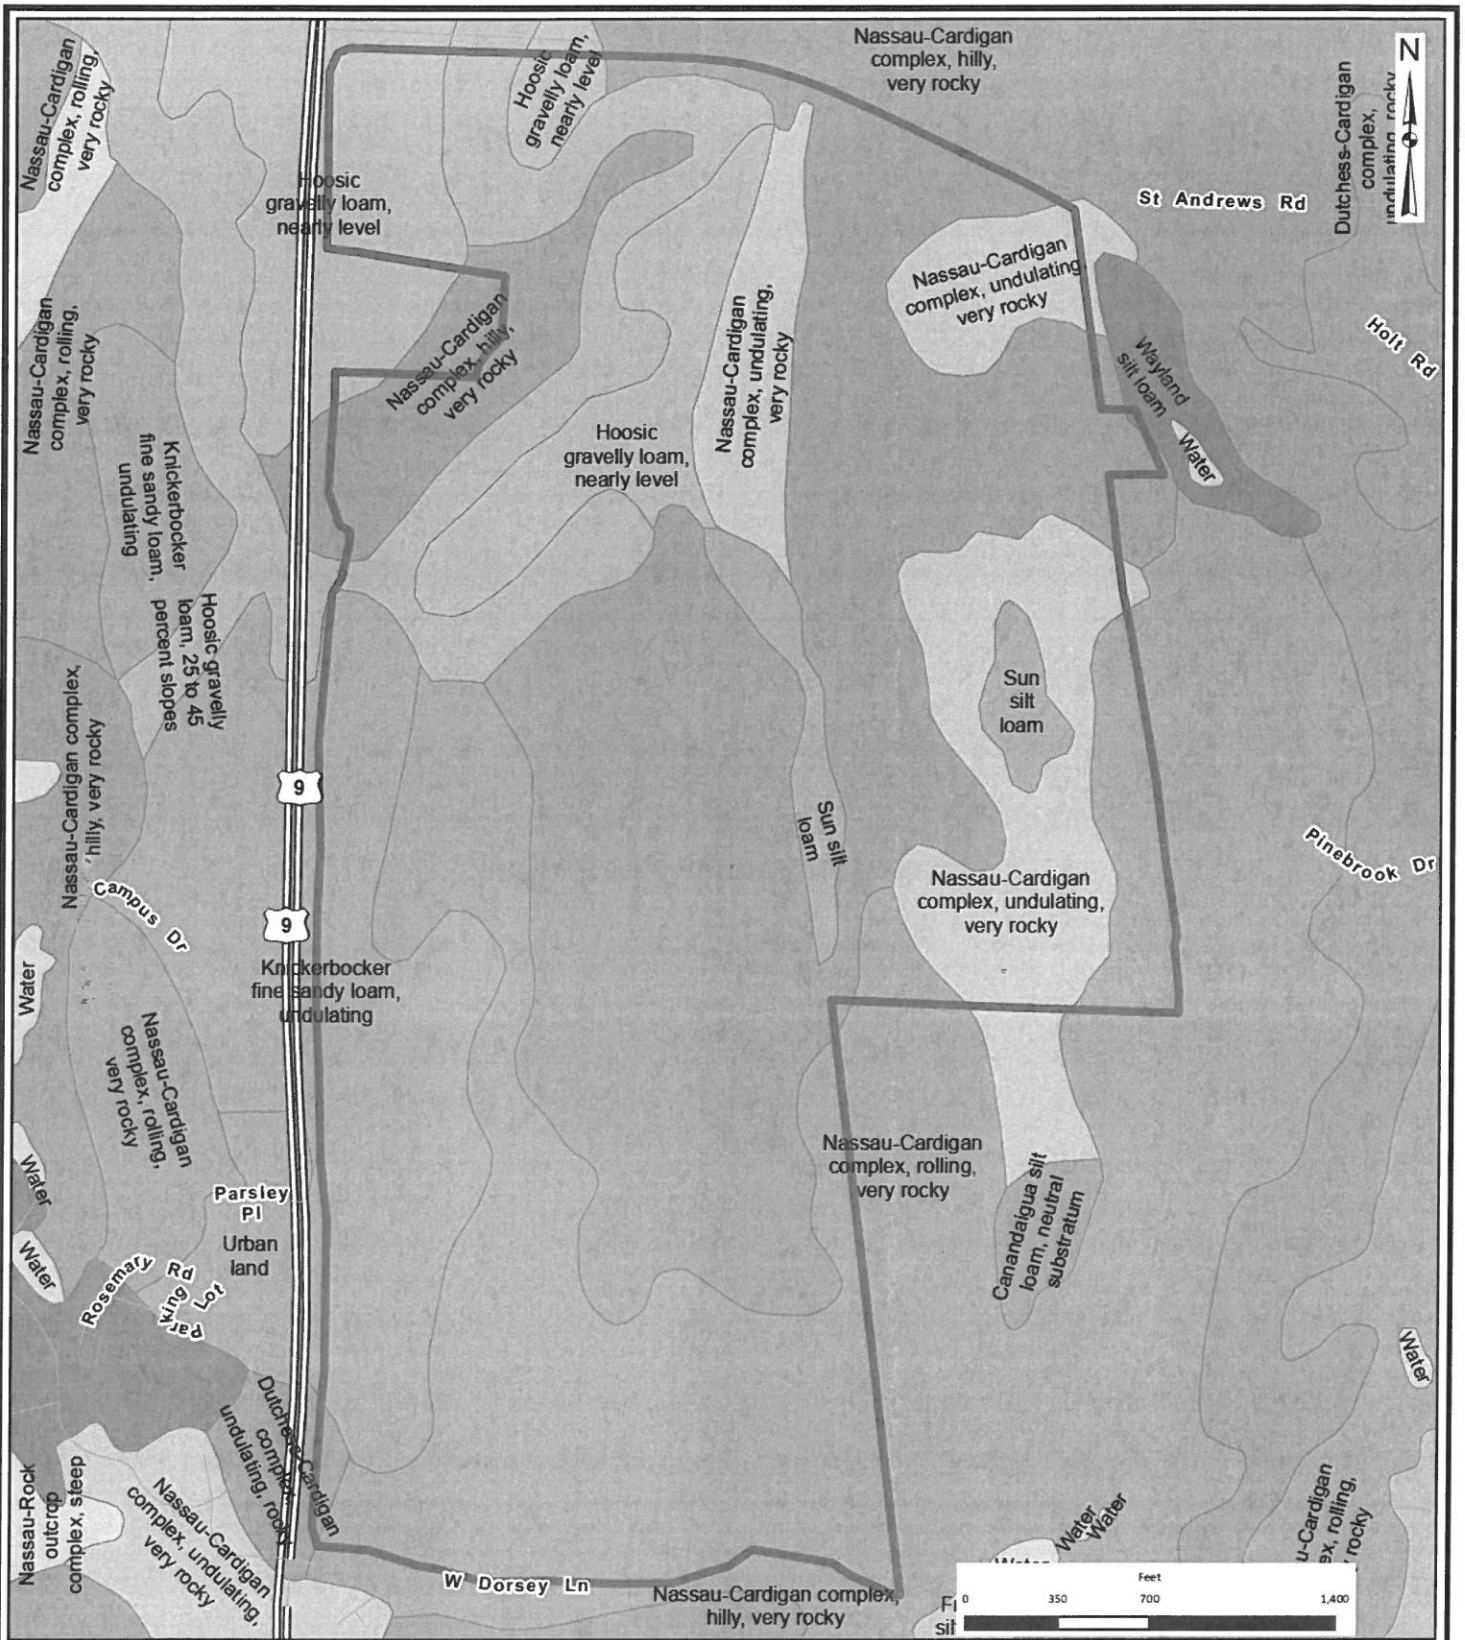 Nassau-Cardigan
complex, rolling,
very rocky
Hoosic
gravelly loam,
nearly level
Nassau-Cardigan
complex, hilly,
very rocky
N
Dutchess-Cardigan
complex,
undulating, rocky
St Andrews Rd
Hoosic
gravelly loam,
nearly level
Nassau-Cardigan
complex, undulating,
very rocky
Nassau-Cardigan
complex, rolling,
very rocky
Nassau-Cardigan
complex, hilly,
very rocky
Nassau-Cardigan
complex, undulating,
very rocky
Wayland
silt loam
Holt Rd
Water
Knickerbocker
fine sandy loam,
undulating
Hoosic
gravelly loam,
nearly level
Hoosic gravelly
loam, 25 to 45
percent slopes
Sun
silt
loam
Nassau-Cardigan complex,
hilly, very rocky
9
Sun silt
loam
Pinebrook Dr
Campus Dr
9
Nassau-Cardigan
complex, undulating,
very rocky
Water
Knickerbocker
fine sandy loam,
undulating
Nassau-Cardigan
complex, rolling,
very rocky
Nassau-Cardigan
complex, rolling,
very rocky
Water
Parsley
Pl
Canandaigua silt
loam, neutral
substratum
Urban
land
Water
Rosemary Rd
Parking Lot
Water
Dutchess-Cardigan
complex,
undulating, rocky
Nassau-Rock
outcrop
complex, steep
Nassau-Cardigan
complex, undulating,
very rocky
W Dorsey Ln
Nassau-Cardigan complex,
hilly, very rocky
Water
Water
Water
u-Cardigan
ex, rolling,
rocky
Feet
0 350 700 1,400